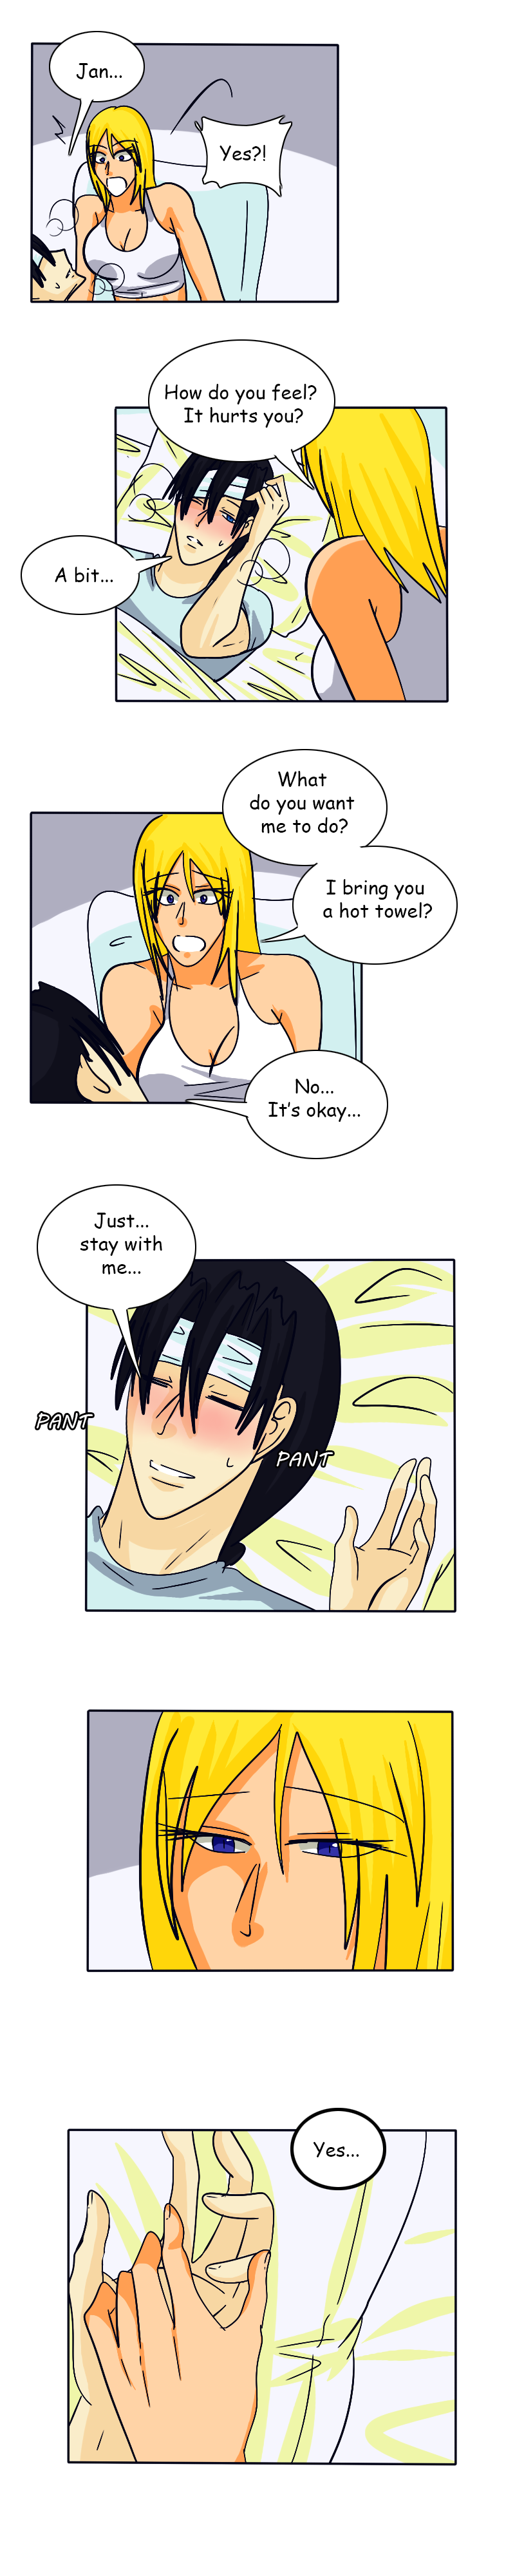 Jan...
Yes?!
How do you feel?
It hurts you?
A bit...
What
do you want
me to do?
I bring you
a hot towel?
No...
It's okay...
Just...
stay with
me...
PANT
PANT
Yes...